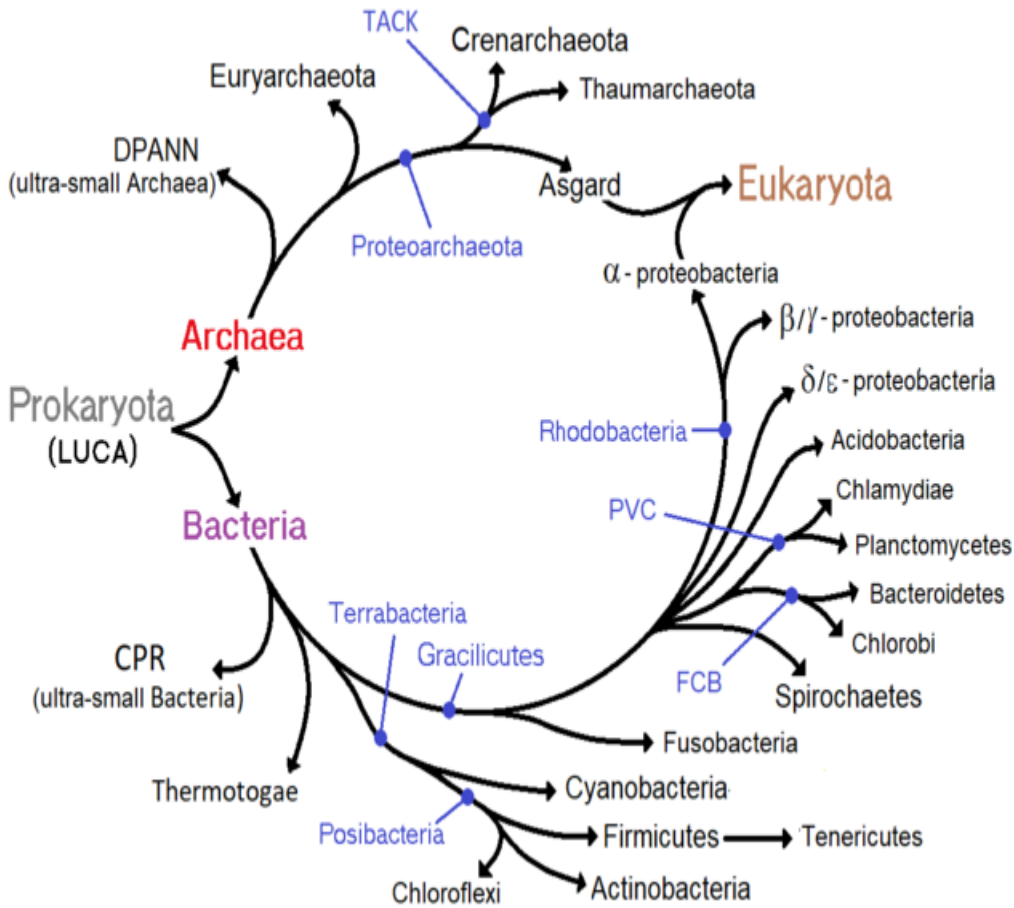 TACK
Crenarchaeota
Euryarchaeota
Thaumarchaeota
DPANN
(ultra-small Archaea)
Asgard
Eukaryota
Proteoarchaeota
α - proteobacteria
Archaea
β/γ - proteobacteria
Prokaryota
(LUCA)
δ/ε - proteobacteria
Rhodobacteria
Acidobacteria
Chlamydiae
PVC
Bacteria
Planctomycetes
Bacteroidetes
Terrabacteria
Chlorobi
Gracilicutes
CPR
(ultra-small Bacteria)
FCB
Spirochaetes
Fusobacteria
Thermotogae
Cyanobacteria
Posibacteria
Firmicutes
Tenericutes
Chloroflexi
Actinobacteria